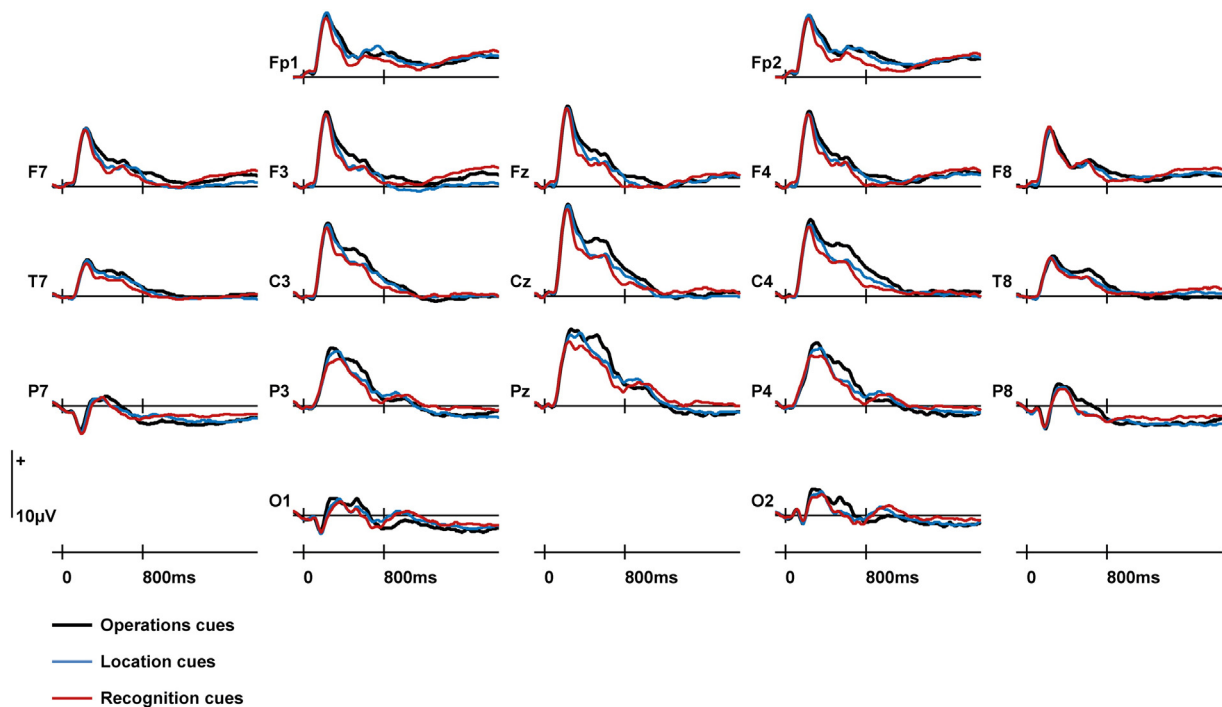 Fp1 Fp2
F7 F3 Fz F4 F8
T7 C3 Cz C4 T8
P7 P3 Pz P4 P8
+
10μV
O1 O2
0 800ms 0 800ms 0 800ms 0 800ms 0 800ms
Operations cues
Location cues
Recognition cues